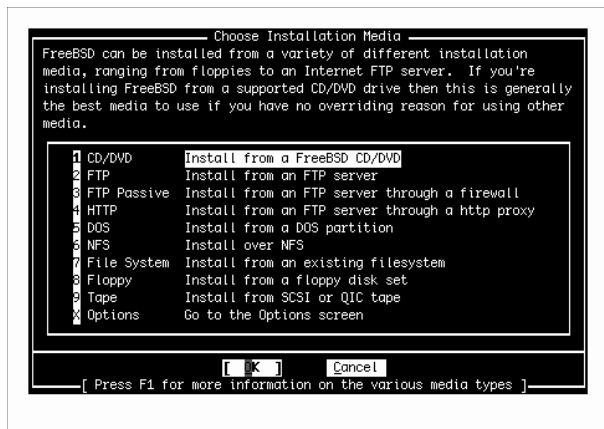 Choose Installation Media
FreeBSD can be installed from a variety of different installation
media, ranging from floppies to an Internet FTP server.  If you're
installing FreeBSD from a supported CD/DVD drive then this is generally
the best media to use if you have no overriding reason for using other
media.
1 CD/DVD Install from a FreeBSD CD/DVD
2 FTP Install from an FTP server
3 FTP Passive Install from an FTP server through a firewall
4 HTTP Install from an FTP server through a http proxy
5 DOS Install from a DOS partition
6 NFS Install over NFS
7 File System Install from an existing filesystem
8 Floppy Install from a floppy disk set
9 Tape Install from SCSI or QIC tape
X Options Go to the Options screen
[ OK ] Cancel
[ Press F1 for more information on the various media types ]